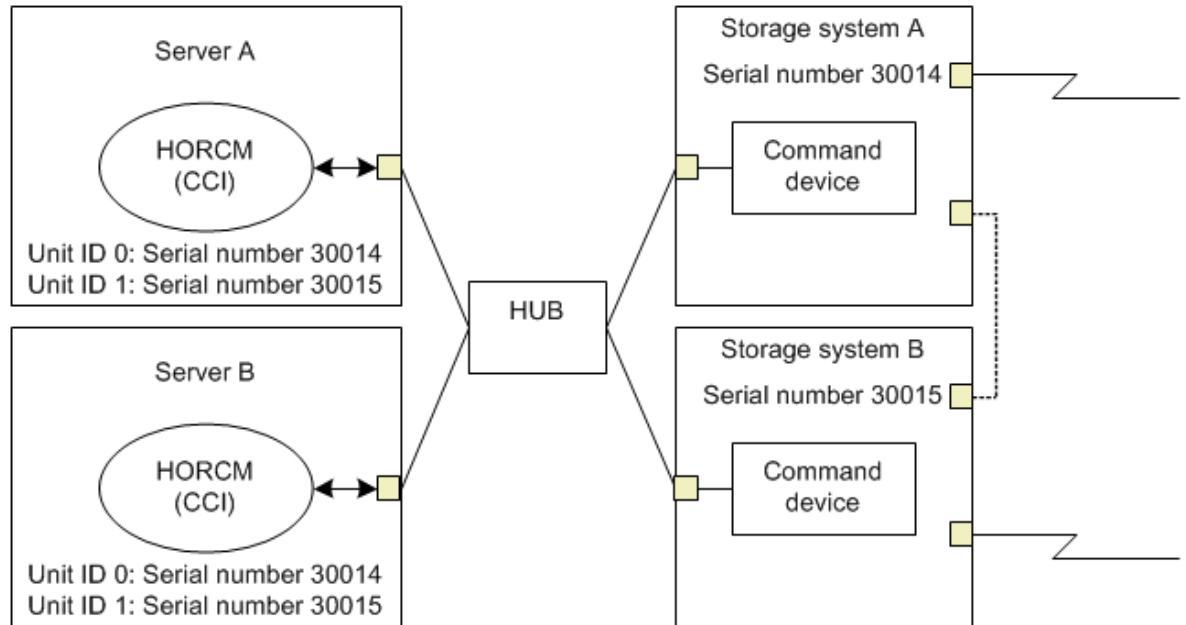 Server A
HORCM
(CCI)
Unit ID 0: Serial number 30014
Unit ID 1: Serial number 30015
Server B
HORCM
(CCI)
Unit ID 0: Serial number 30014
Unit ID 1: Serial number 30015
HUB
Storage system A
Serial number 30014
Command
device
Storage system B
Serial number 30015
Command
device